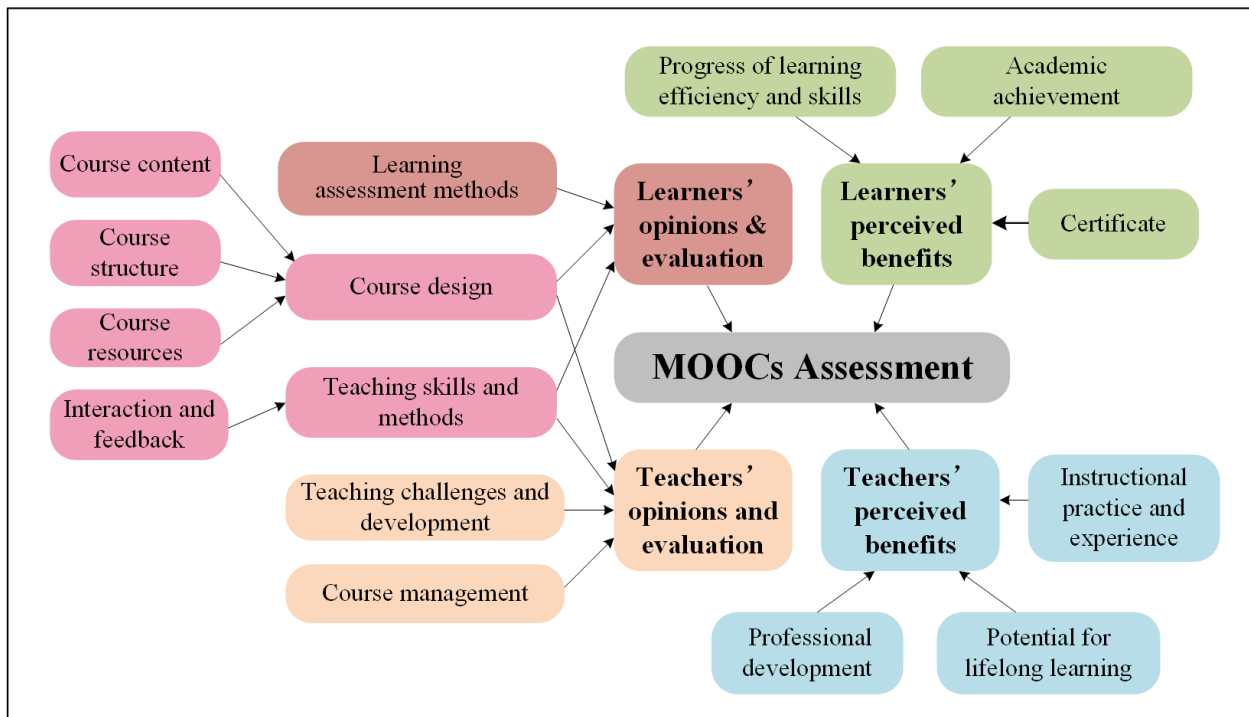 Progress of learning
efficiency and skills
Academic
achievement
Course content
Learning
assessment methods
Learners’
opinions &
evaluation
Learners’
perceived
benefits
Certificate
Course
structure
Course design
Course
resources
MOOCs Assessment
Interaction and
feedback
Teaching skills and
methods
Teaching challenges and
development
Teachers’
opinions and
evaluation
Teachers’
perceived
benefits
Instructional
practice and
experience
Course management
Professional
development
Potential for
lifelong learning